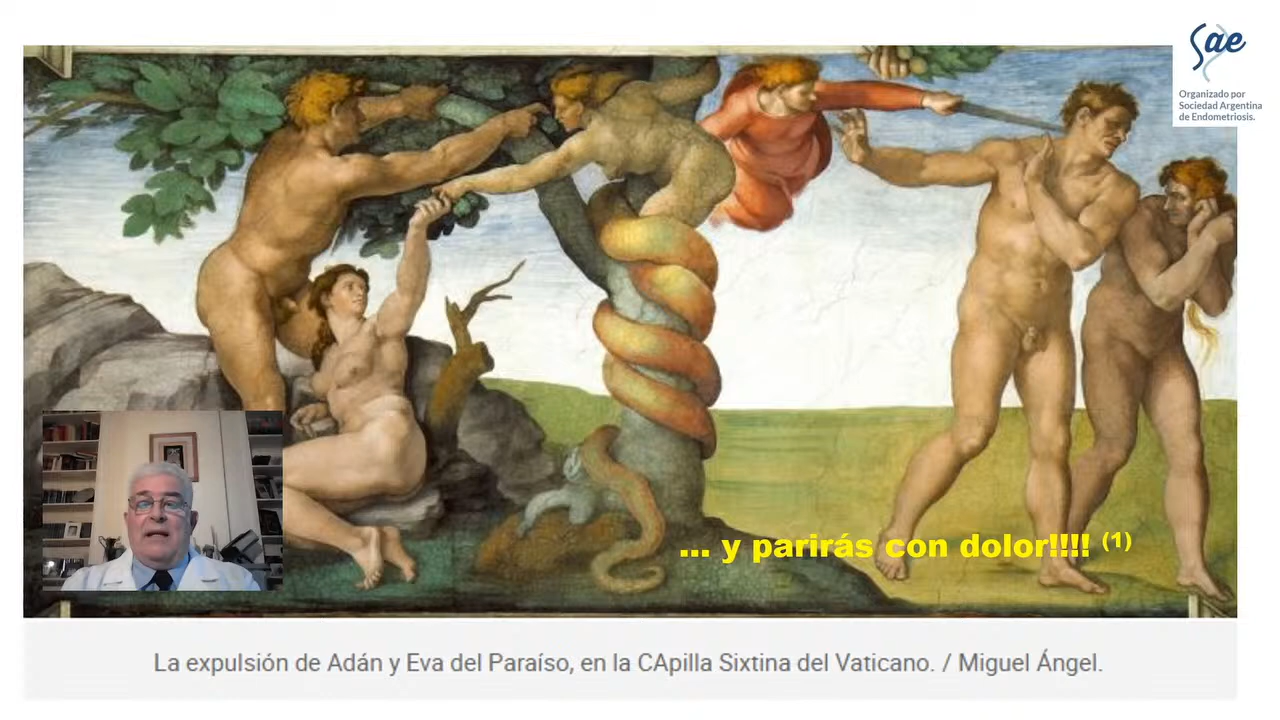 Sae
Organizado por
Sociedad Argentina
de Endometriosis.
... y parirás con dolor!!!! (1)
La expulsión de Adán y Eva del Paraíso, en la CApilla Sixtina del Vaticano. / Miguel Ángel.